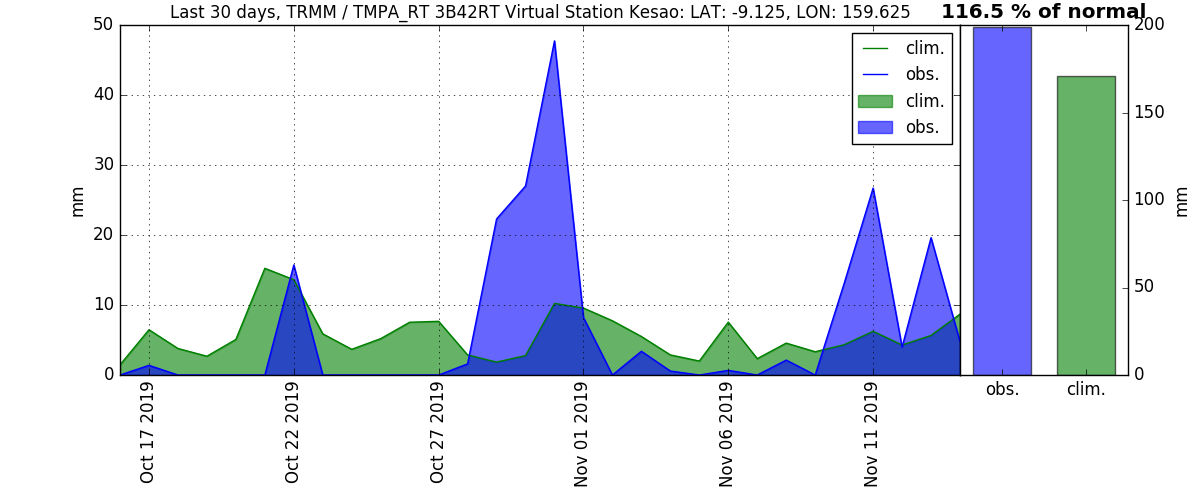 Last 30 days, TRMM / TMPA_RT 3B42RT Virtual Station Kesao: LAT: -9.125, LON: 159.625
116.5 % of normal
50
40
30
20
10
0
mm
clim.
obs.
clim.
obs.
Oct 17 2019
Oct 22 2019
Oct 27 2019
Nov 01 2019
Nov 06 2019
Nov 11 2019
200
150
100
50
0
mm
obs.
clim.